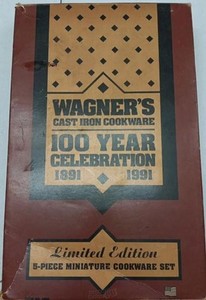 WAGNER'S
CAST IRON COOKWARE
100 YEAR
CELEBRATION
1891 1991
Limited Edition
5-PIECE MINIATURE COOKWARE SET